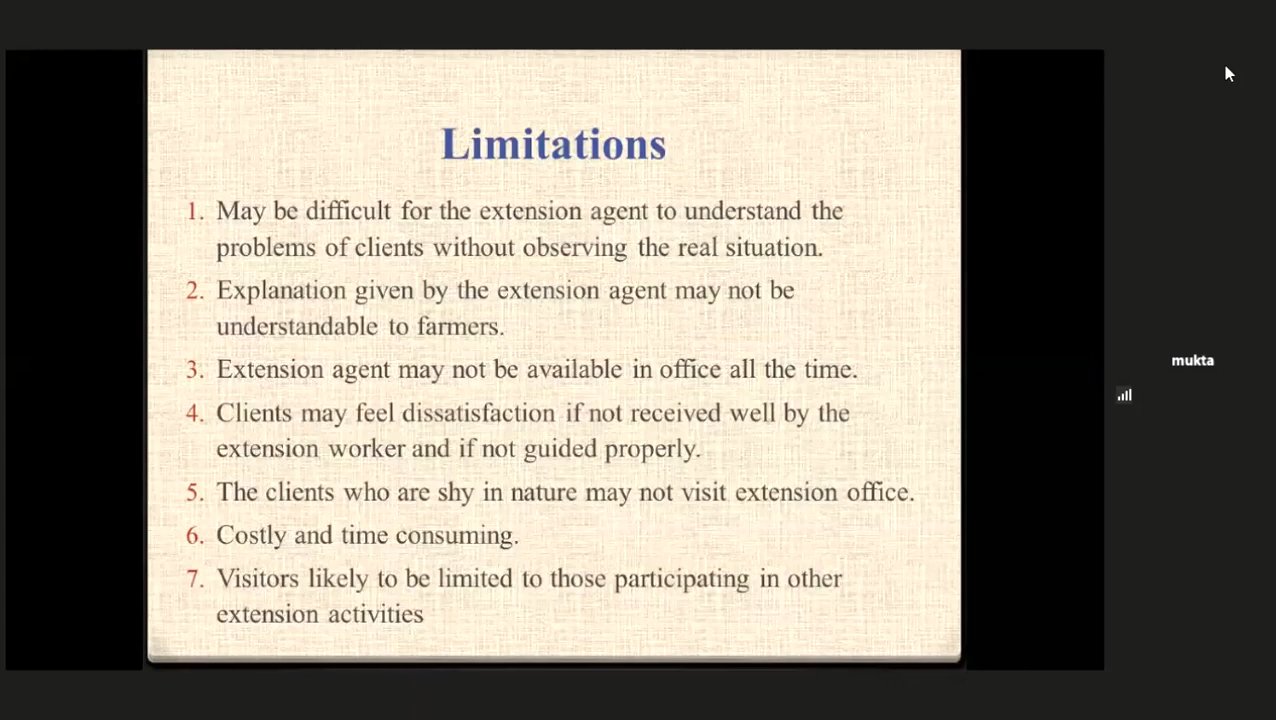 Limitations
1. May be difficult for the extension agent to understand the
problems of clients without observing the real situation.
2. Explanation given by the extension agent may not be
understandable to farmers.
3. Extension agent may not be available in office all the time.
4. Clients may feel dissatisfaction if not received well by the
extension worker and if not guided properly.
5. The clients who are shy in nature may not visit extension office.
6. Costly and time consuming.
7. Visitors likely to be limited to those participating in other
extension activities
mukta